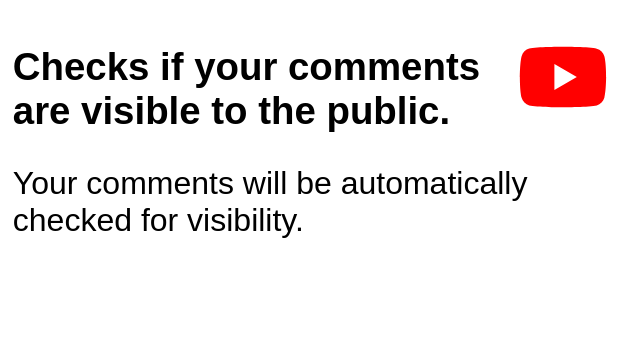 Checks if your comments
are visible to the public.
Your comments will be automatically
checked for visibility.